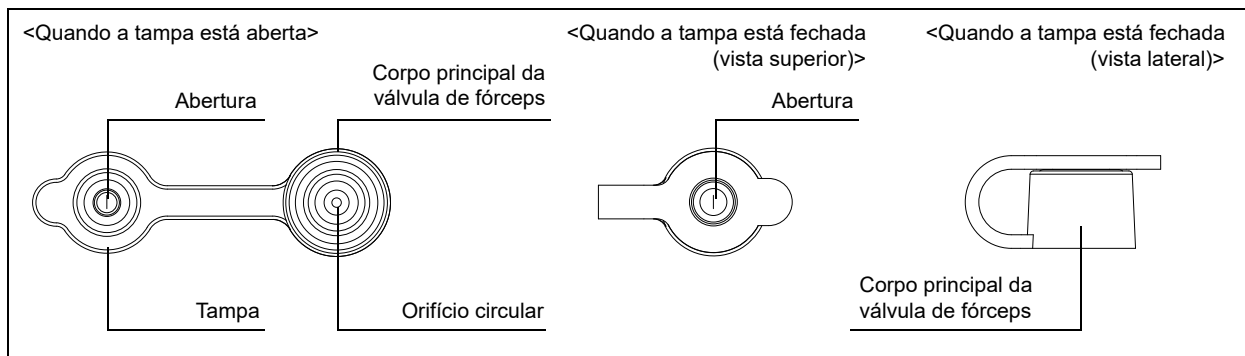 <Quando a tampa está aberta>
Corpo principal da
válvula de fórceps
Abertura
Tampa
Orifício circular
<Quando a tampa está fechada
(vista superior)>
Abertura
<Quando a tampa está fechada
(vista lateral)>
Corpo principal da
válvula de fórceps